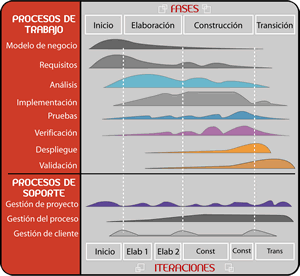 FASES
PROCESOS DE
TRABAJO
Inicio Elaboración Construcción Transición
Modelo de negocio
Requisitos
Análisis
Implementación
Pruebas
Verificación
Despliegue
Validación
PROCESOS DE
SOPORTE
Gestión de proyecto
Gestión del proceso
Gestión de cliente
Inicio Elab 1 Elab 2 Const Const Trans
ITERACIONES